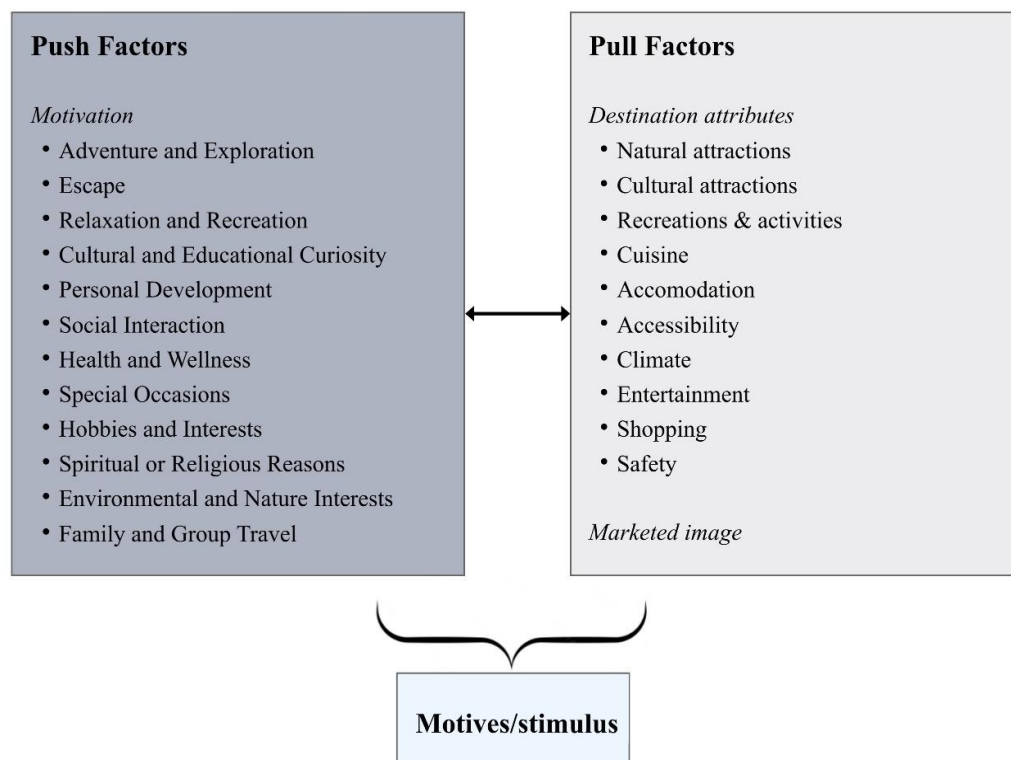 Push Factors
Motivation
• Adventure and Exploration
• Escape
• Relaxation and Recreation
• Cultural and Educational Curiosity
• Personal Development
• Social Interaction
• Health and Wellness
• Special Occasions
• Hobbies and Interests
• Spiritual or Religious Reasons
• Environmental and Nature Interests
• Family and Group Travel
Pull Factors
Destination attributes
• Natural attractions
• Cultural attractions
• Recreations & activities
• Cuisine
• Accomodation
• Accessibility
• Climate
• Entertainment
• Shopping
• Safety
Marketed image
Motives/stimulus